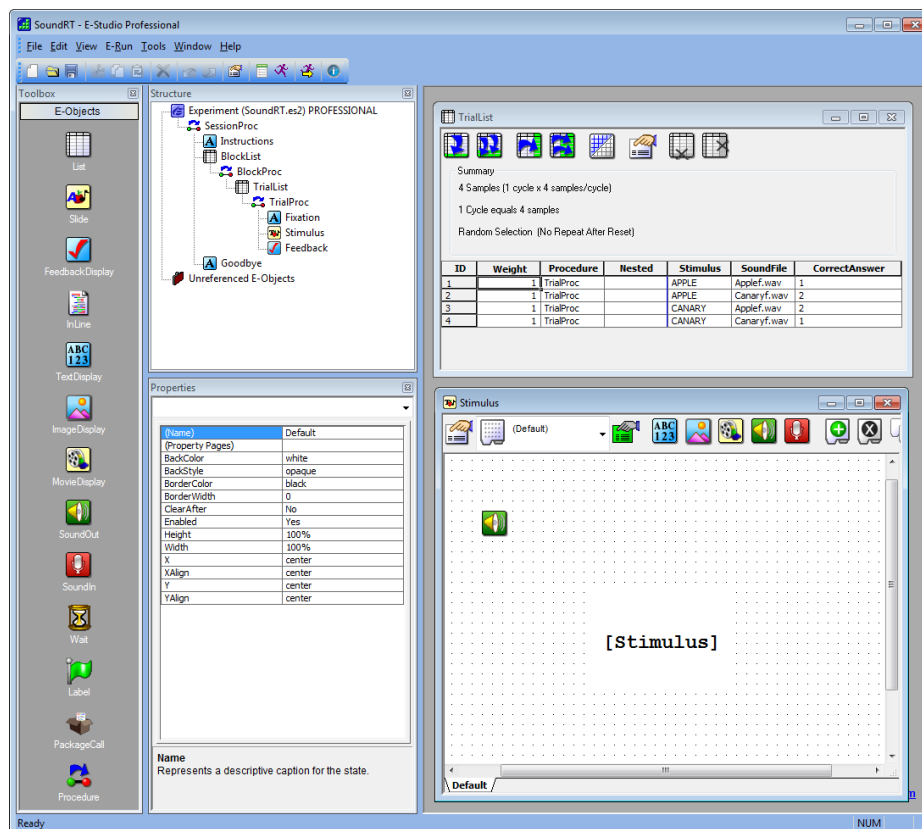 SoundRT - E-Studio Professional
File Edit View E-Run Tools Window Help
Toolbox
E-Objects
List
Slide
FeedbackDisplay
InLine
ABC 123
TextDisplay
ImageDisplay
MovieDisplay
SoundOut
SoundIn
Wait
Label
PackageCall
Procedure
Structure
Experiment (SoundRT.es2) PROFESSIONAL
SessionProc
A Instructions
BlockList
BlockProc
TrialList
TrialProc
A Fixation
Stimulus
Feedback
A Goodbye
Unreferenced E-Objects
Properties
(Name) Default
(Property Pages)
BackColor white
BackStyle opaque
BorderColor black
BorderWidth 0
ClearAfter No
Enabled Yes
Height 100%
Width 100%
X center
XAlign center
Y center
YAlign center
Name
Represents a descriptive caption for the state.
TrialList
Summary
4 Samples (1 cycle x 4 samples/cycle)
1 Cycle equals 4 samples
Random Selection (No Repeat After Reset)
ID Weight Procedure Nested Stimulus SoundFile CorrectAnswer
1 1 TrialProc APPLE Applef.wav 1
2 1 TrialProc APPLE Canaryf.wav 2
3 1 TrialProc CANARY Applef.wav 2
4 1 TrialProc CANARY Canaryf.wav 1
Stimulus
(Default)
ABC 123
[Stimulus]
Default
m
Ready NUM